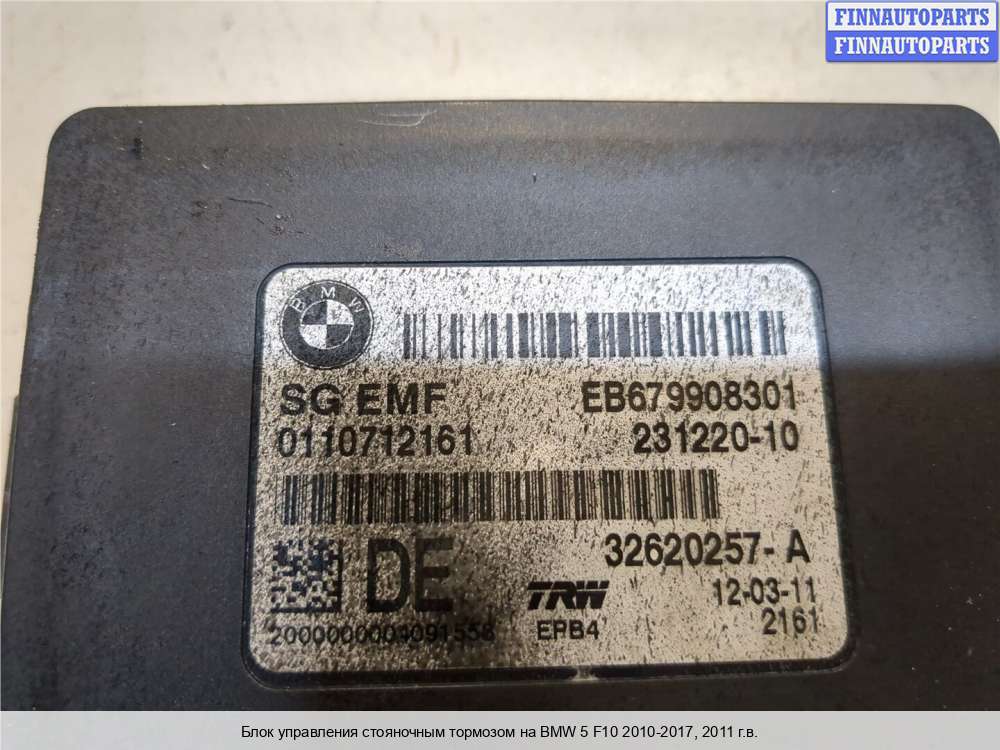 FINNAUTOPARTS
FINNAUTOPARTS
BMW
SG EMF
EB679908301
0110712161
231220-10
DE
32620257-A
TRW
12-03-11
EPB4
2161
2000000004091558
Блок управления стояночным тормозом на BMW 5 F10 2010-2017, 2011 г.в.